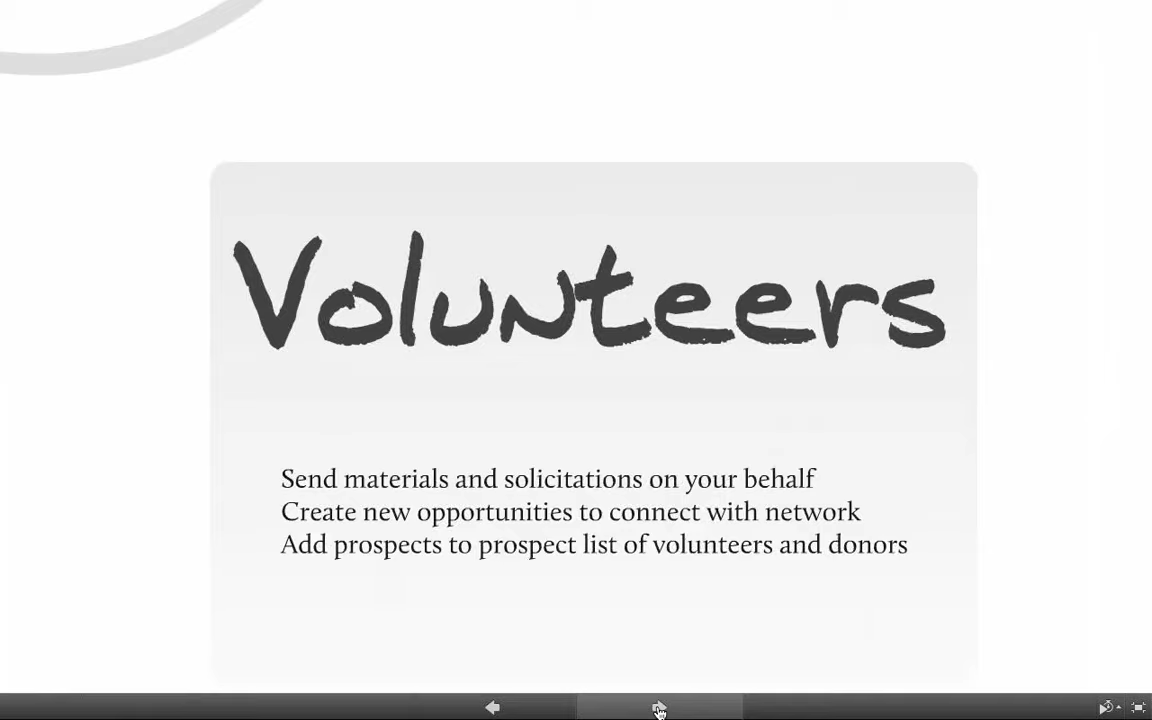 Volunteers
Send materials and solicitations on your behalf
Create new opportunities to connect with network
Add prospects to prospect list of volunteers and donors